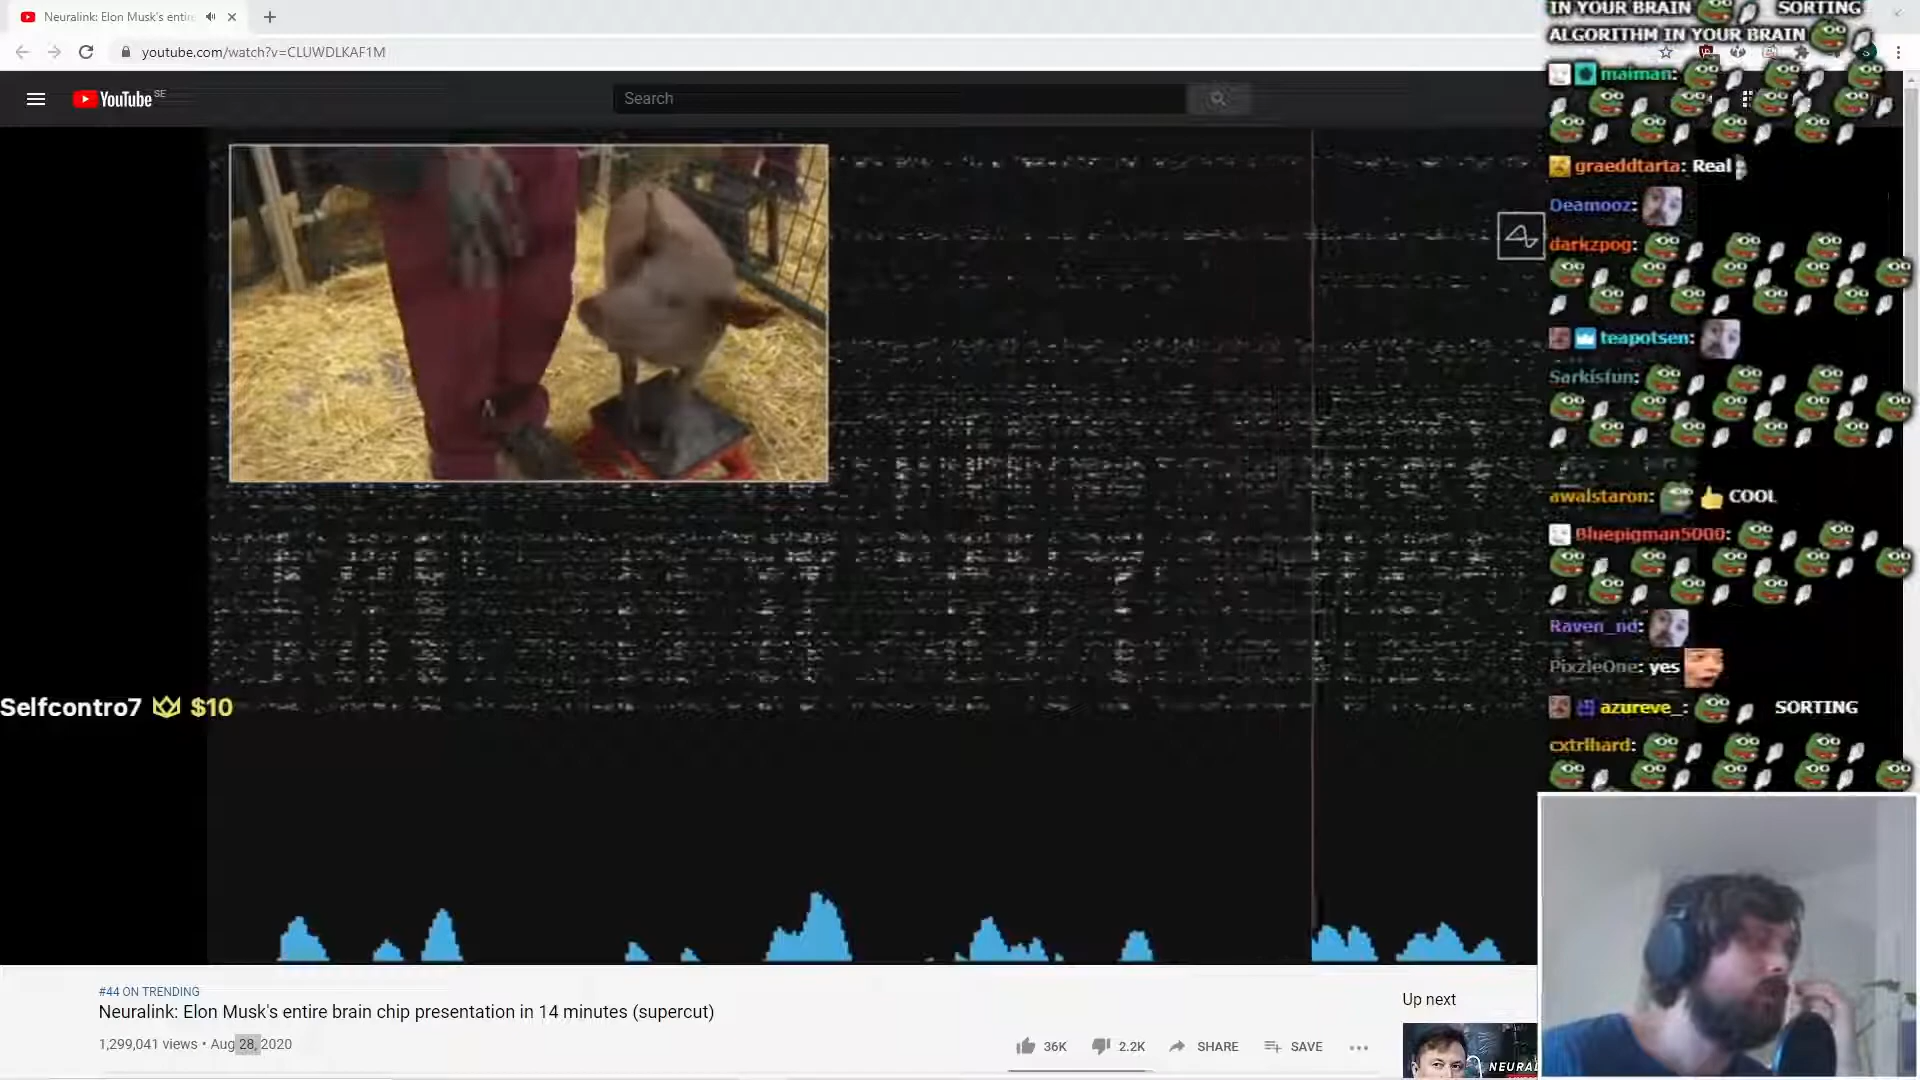 Neuralink: Elon Musk's entire
youtube.com/watch?v=CLUWDLKAF1M
YouTube SE
Search
IN YOUR BRAIN SORTING
ALGORITHM IN YOUR BRAIN
maiman:
graeddtarta: Real
Deamooz:
darkzpog:
teapotsen:
Sarkisfun:
awalstaron: COOL
Bluepigman5000:
Raven_nd:
PixzleOne: yes
azureve_: SORTING
cxtrlhard:
Selfcontro7 $10
#44 ON TRENDING
Neuralink: Elon Musk's entire brain chip presentation in 14 minutes (supercut)
1,299,041 views • Aug 28, 2020
36K 2.2K SHARE SAVE
Up next